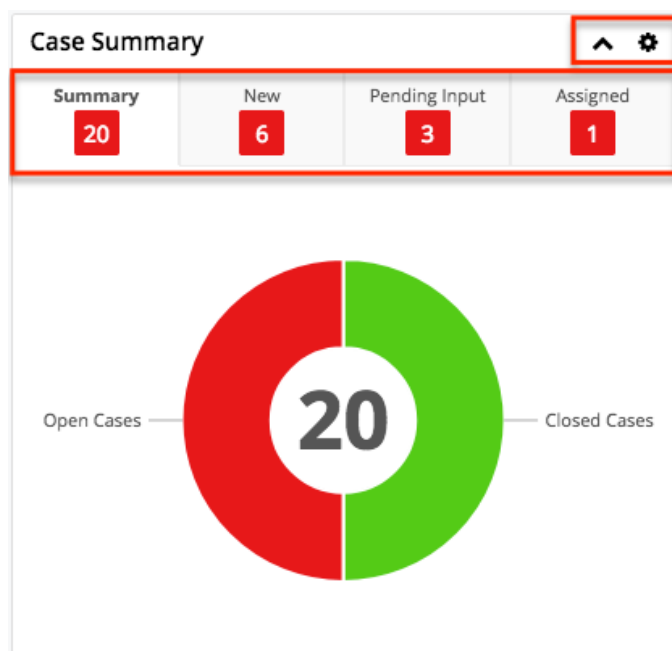 Case Summary
Summary New Pending Input Assigned
20 6 3 1
Open Cases 20 Closed Cases